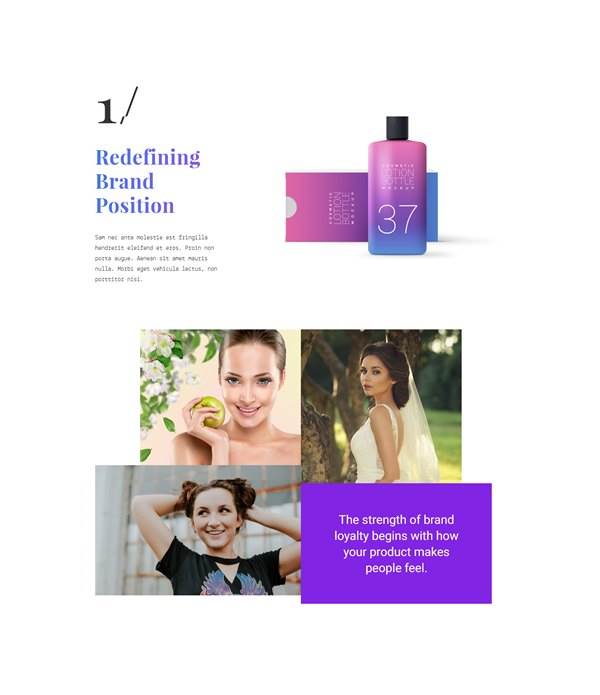 1/
Redefining
Brand
Position
Sam nec ante molestie est fringilla
hendrerit eleifend et eros. Proin non
porta augue. Aenean sit amet mauris
nulla. Morbi eget vehicula lectus, non
porttitor nisi.
COSMETIC
LOTION
BOTTLE
MOCKUP
COSMETIC
LOTION
BOTTLE
MOCKUP
37
The strength of brand
loyalty begins with how
your product makes
people feel.